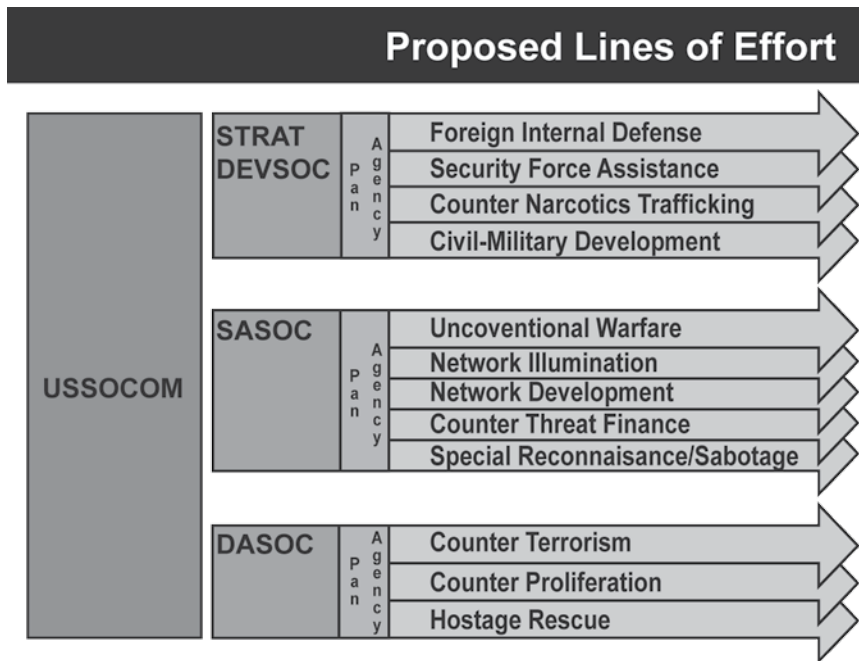 Proposed Lines of Effort
USSOCOM
STRAT
DEVSOC
Pan
Agency
Foreign Internal Defense
Security Force Assistance
Counter Narcotics Trafficking
Civil-Military Development
SASOC
Pan
Agency
Uncoventional Warfare
Network Illumination
Network Development
Counter Threat Finance
Special Reconnaisance/Sabotage
DASOC
Pan
Agency
Counter Terrorism
Counter Proliferation
Hostage Rescue